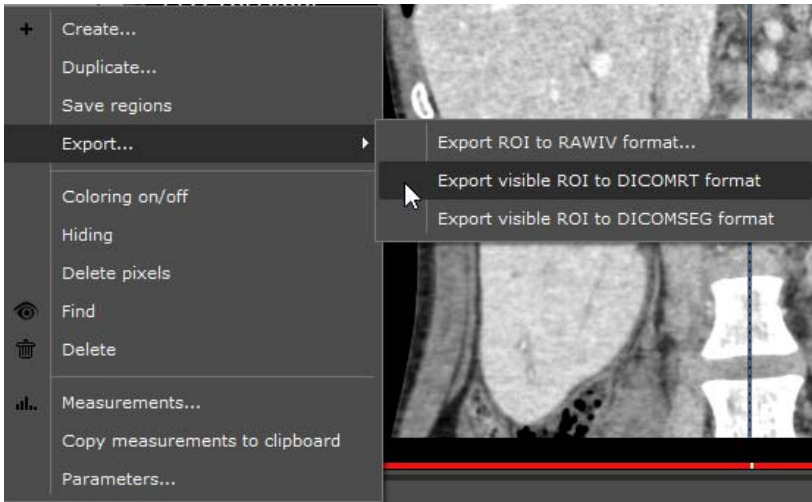 Create...
Duplicate...
Save regions
Export...
Export ROI to RAWIV format...
Export visible ROI to DICOMRT format
Export visible ROI to DICOMSEG format
Coloring on/off
Hiding
Delete pixels
Find
Delete
Measurements...
Copy measurements to clipboard
Parameters...